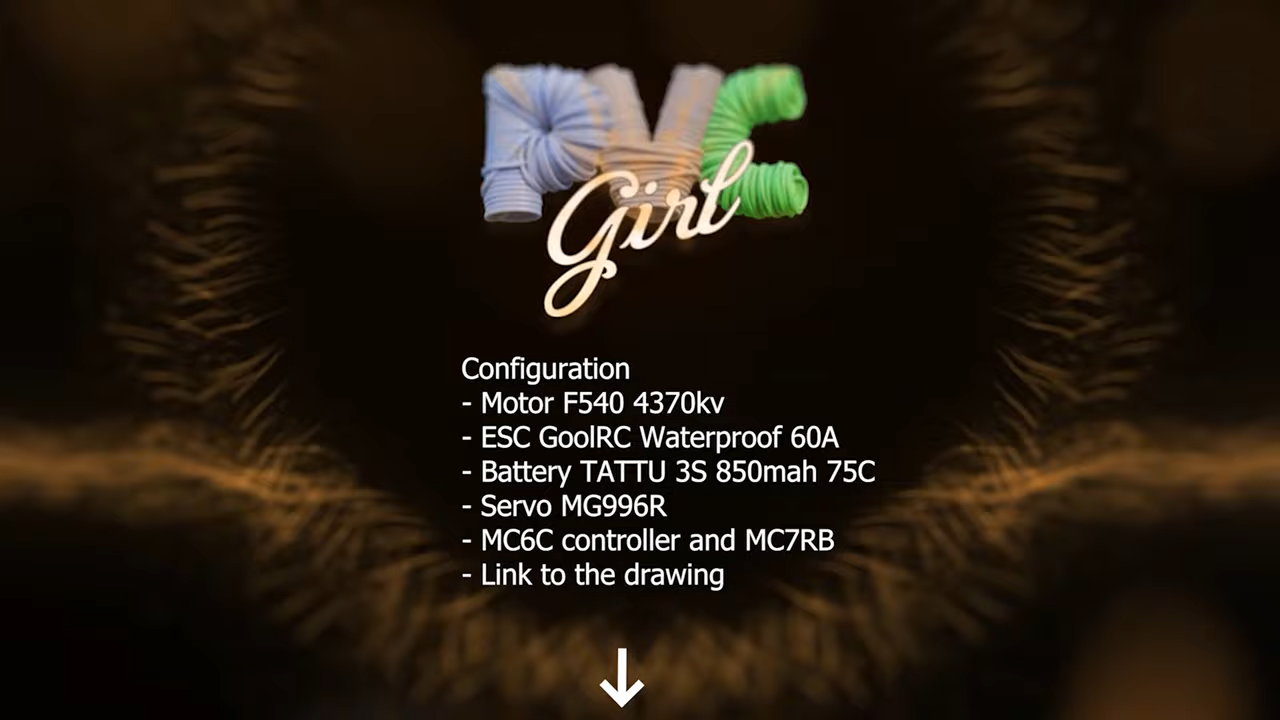 PVC
Girl
Configuration
- Motor F540 4370kv
- ESC GoolRC Waterproof 60A
- Battery TATTU 3S 850mah 75C
- Servo MG996R
- MC6C controller and MC7RB
- Link to the drawing